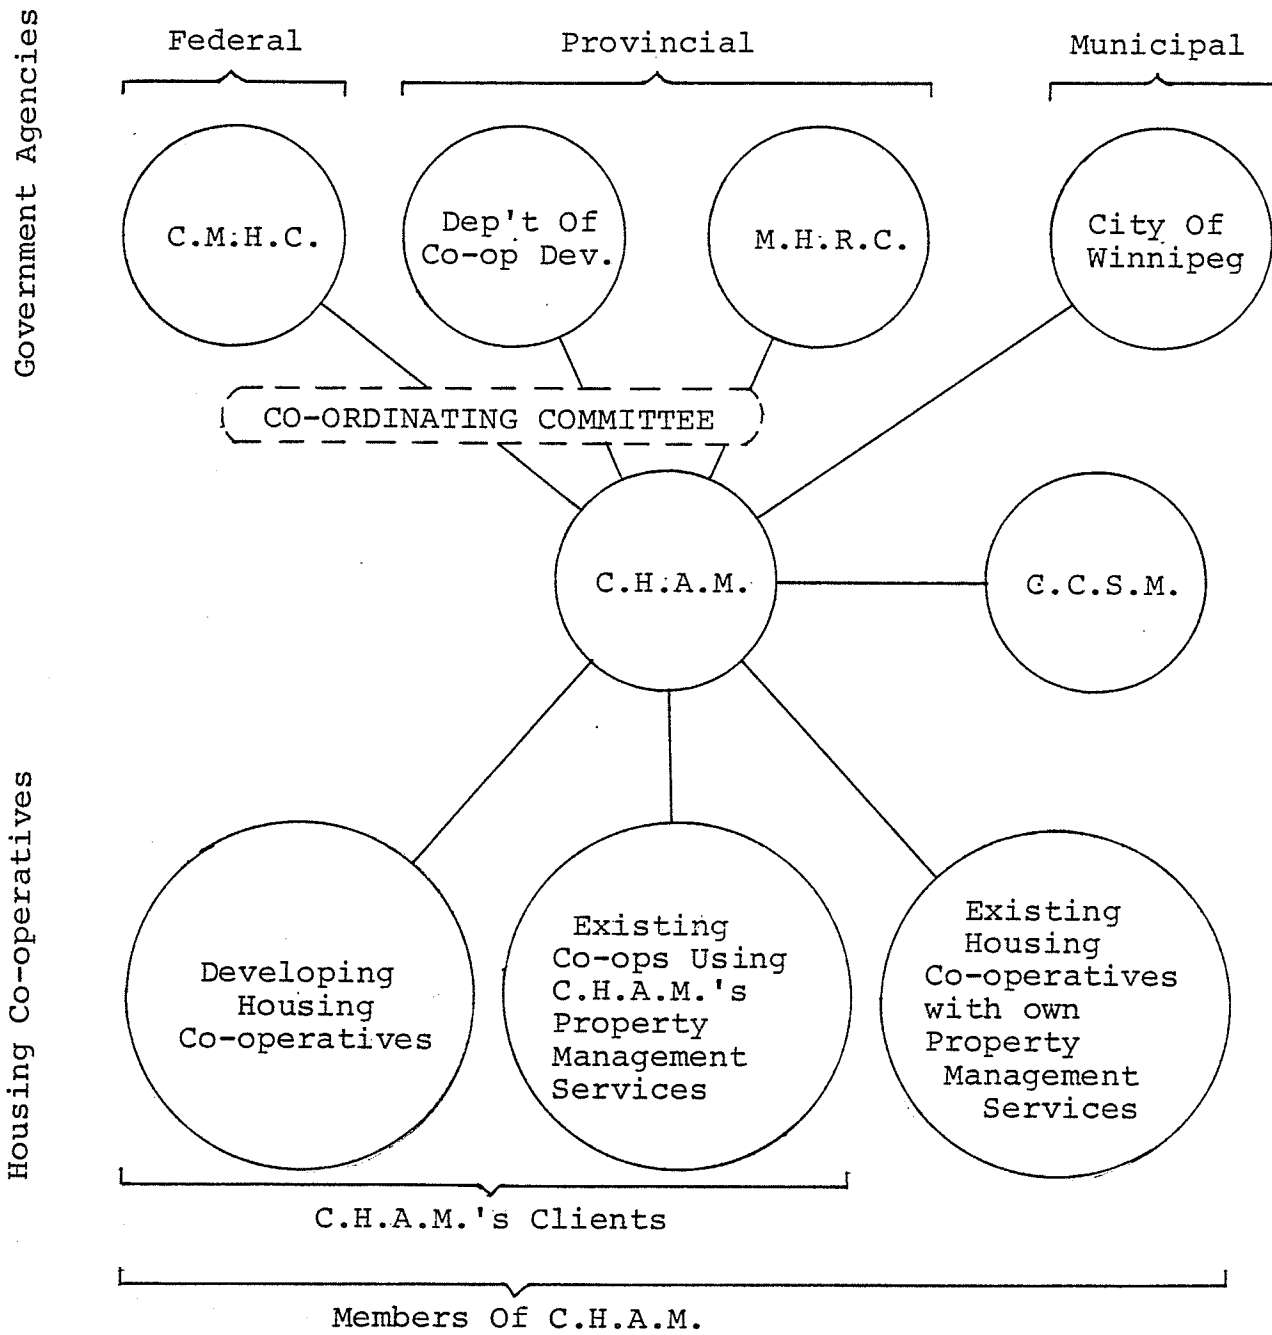 Government Agencies
Federal
Provincial
Municipal
C.M.H.C.
Dep't Of
Co-op Dev.
M.H.R.C.
City Of
Winnipeg
CO-ORDINATING COMMITTEE
C.H.A.M.
C.C.S.M.
Housing Co-operatives
Developing
Housing
Co-operatives
Existing
Co-ops Using
C.H.A.M.'s
Property
Management
Services
Existing
Housing
Co-operatives
with own
Property
Management
Services
C.H.A.M.'s Clients
Members Of C.H.A.M.